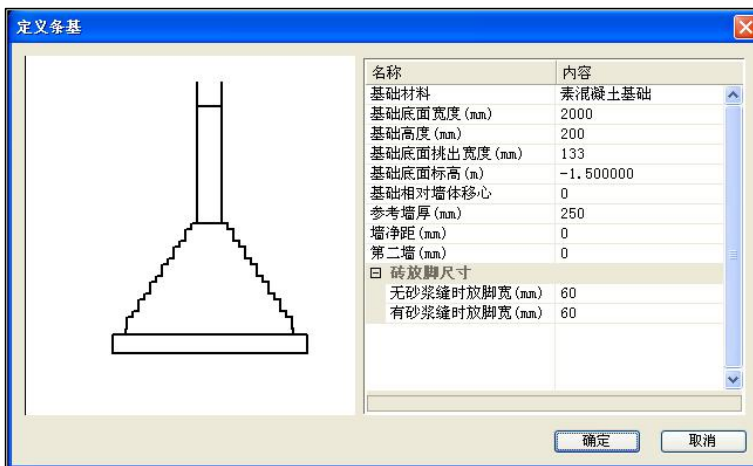 定义条基
名称 内容
基础材料 素混凝土基础
基础底面宽度(mm) 2000
基础高度(mm) 200
基础底面挑出宽度(mm) 133
基础底面标高(m) -1.500000
基础相对墙体移心 0
参考墙厚(mm) 250
墙净距(mm) 0
第二墙(mm) 0
砖放脚尺寸
无砂浆缝时放脚宽(mm) 60
有砂浆缝时放脚宽(mm) 60
确定 取消